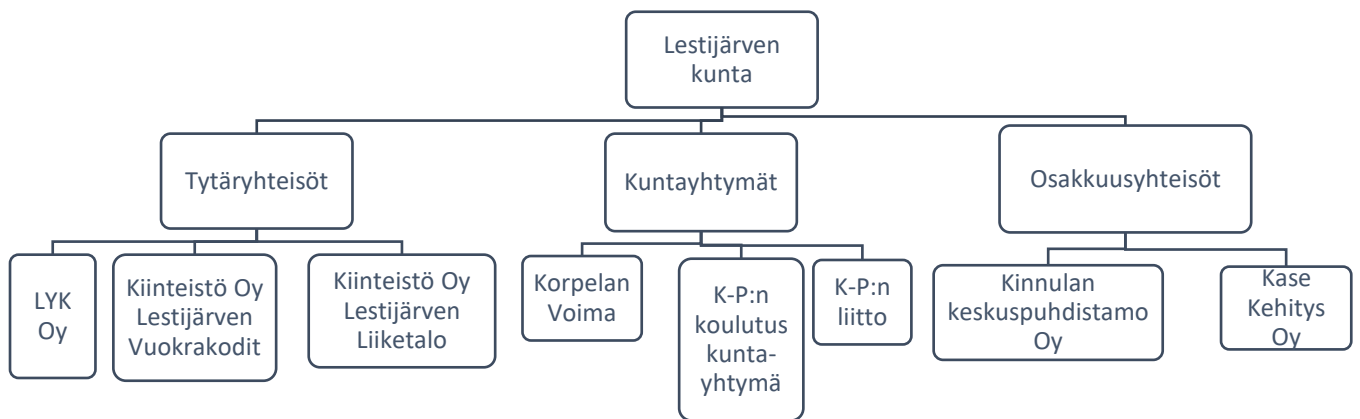 Lestijärven
kunta
Tytäryhteisöt
Kuntayhtymät
Osakkuusyhteisöt
LYK
Oy
Kiinteistö Oy
Lestijärven
Vuokrakodit
Kiinteistö Oy
Lestijärven
Liiketalo
Korpelan
Voima
K-P:n
koulutus
kunta-
yhtymä
K-P:n
liitto
Kinnulan
keskuspuhdistamo
Oy
Kase
Kehitys
Oy